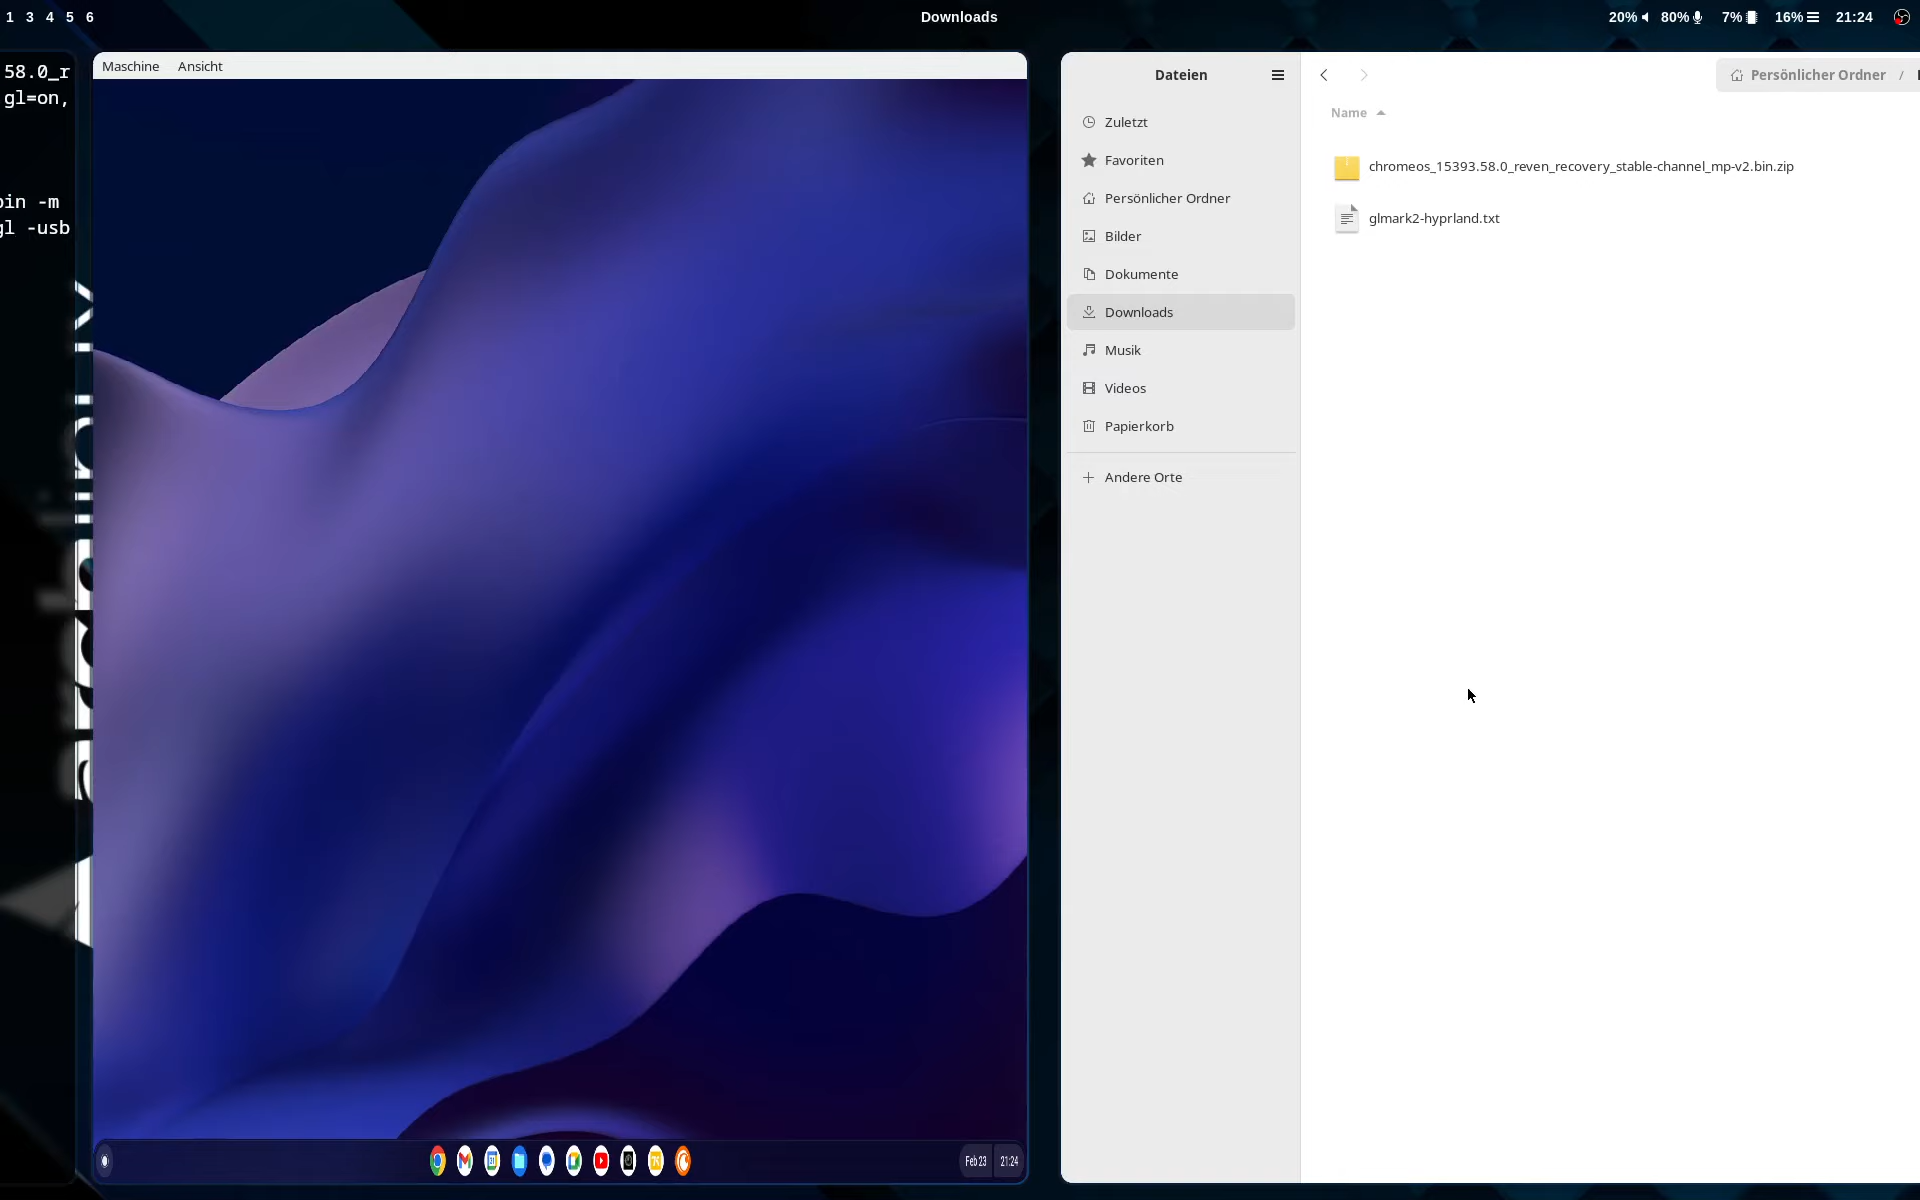 1 3 4 5 6
Downloads
20% 80% 7% 16% 21:24
58.0_r
gl=on,
bin -m
gl -usb
Maschine Ansicht
Feb 23 21:24
Dateien
Zuletzt
Favoriten
Persönlicher Ordner
Bilder
Dokumente
Downloads
Musik
Videos
Papierkorb
Andere Orte
Persönlicher Ordner /
Name
chromeos_15393.58.0_reven_recovery_stable-channel_mp-v2.bin.zip
glmark2-hyprland.txt